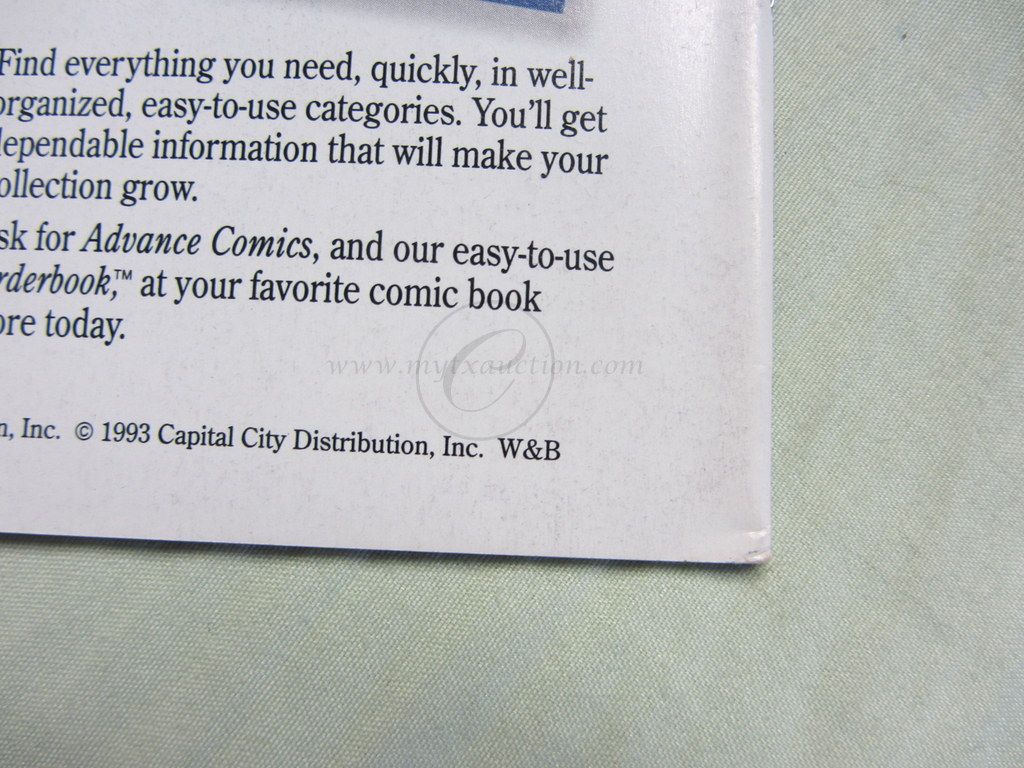 Find everything you need, quickly, in well-
organized, easy-to-use categories. You'll get
dependable information that will make your
collection grow.
sk for Advance Comics, and our easy-to-use
rderbook,™ at your favorite comic book
ore today.
www.mytxauction.com
n, Inc. © 1993 Capital City Distribution, Inc. W&B